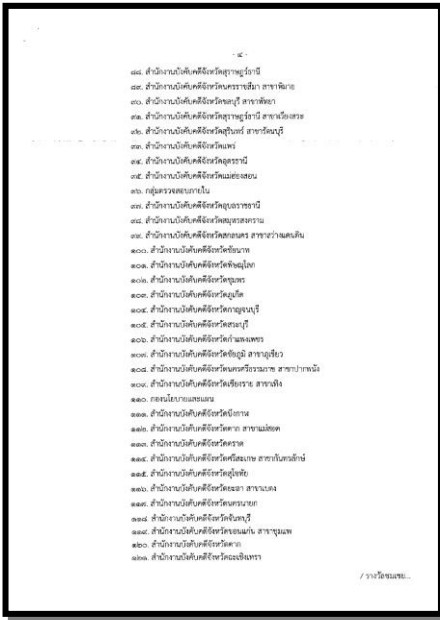 - ๔ -
๘๘. สำนักงานบังคับคดีจังหวัดสุราษฎร์ธานี
๘๙. สำนักงานบังคับคดีจังหวัดนครราชสีมา สาขาพิมาย
๙๐. สำนักงานบังคับคดีจังหวัดชลบุรี สาขาพัทยา
๙๑. สำนักงานบังคับคดีจังหวัดสุราษฎร์ธานี สาขาเวียงสระ
๙๒. สำนักงานบังคับคดีจังหวัดสุรินทร์ สาขารัตนบุรี
๙๓. สำนักงานบังคับคดีจังหวัดแพร่
๙๔. สำนักงานบังคับคดีจังหวัดอุดรธานี
๙๕. สำนักงานบังคับคดีจังหวัดแม่ฮ่องสอน
๙๖. กลุ่มตรวจสอบภายใน
๙๗. สำนักงานบังคับคดีจังหวัดอุบลราชธานี
๙๘. สำนักงานบังคับคดีจังหวัดสมุทรสงคราม
๙๙. สำนักงานบังคับคดีจังหวัดสกลนคร สาขาสว่างแดนดิน
๑๐๐. สำนักงานบังคับคดีจังหวัดชัยนาท
๑๐๑. สำนักงานบังคับคดีจังหวัดพิษณุโลก
๑๐๒. สำนักงานบังคับคดีจังหวัดชุมพร
๑๐๓. สำนักงานบังคับคดีจังหวัดภูเก็ต
๑๐๔. สำนักงานบังคับคดีจังหวัดกาญจนบุรี
๑๐๕. สำนักงานบังคับคดีจังหวัดสระบุรี
๑๐๖. สำนักงานบังคับคดีจังหวัดกำแพงเพชร
๑๐๗. สำนักงานบังคับคดีจังหวัดชัยภูมิ สาขาภูเขียว
๑๐๘. สำนักงานบังคับคดีจังหวัดนครศรีธรรมราช สาขาปากพนัง
๑๐๙. สำนักงานบังคับคดีจังหวัดเชียงราย สาขาเทิง
๑๑๐. กองนโยบายและแผน
๑๑๑. สำนักงานบังคับคดีจังหวัดบึงกาฬ
๑๑๒. สำนักงานบังคับคดีจังหวัดตาก สาขาแม่สอด
๑๑๓. สำนักงานบังคับคดีจังหวัดตราด
๑๑๔. สำนักงานบังคับคดีจังหวัดศรีสะเกษ สาขากันทรลักษ์
๑๑๕. สำนักงานบังคับคดีจังหวัดสุโขทัย
๑๑๖. สำนักงานบังคับคดีจังหวัดยะลา สาขาเบตง
๑๑๗. สำนักงานบังคับคดีจังหวัดนครนายก
๑๑๘. สำนักงานบังคับคดีจังหวัดจันทบุรี
๑๑๙. สำนักงานบังคับคดีจังหวัดขอนแก่น สาขาชุมแพ
๑๒๐. สำนักงานบังคับคดีจังหวัดตาก
๑๒๑. สำนักงานบังคับคดีจังหวัดฉะเชิงเทรา
/ รางวัลชมเชย...